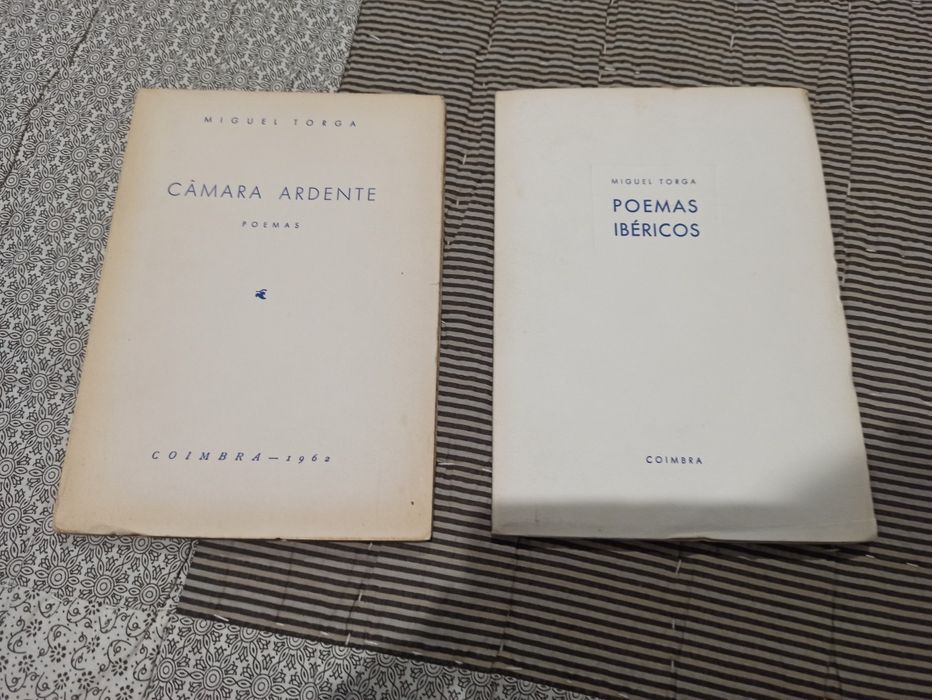 MIGUEL TORGA
CÂMARA ARDENTE
POEMAS
COIMBRA — 1962
MIGUEL TORGA
POEMAS
IBÉRICOS
COIMBRA